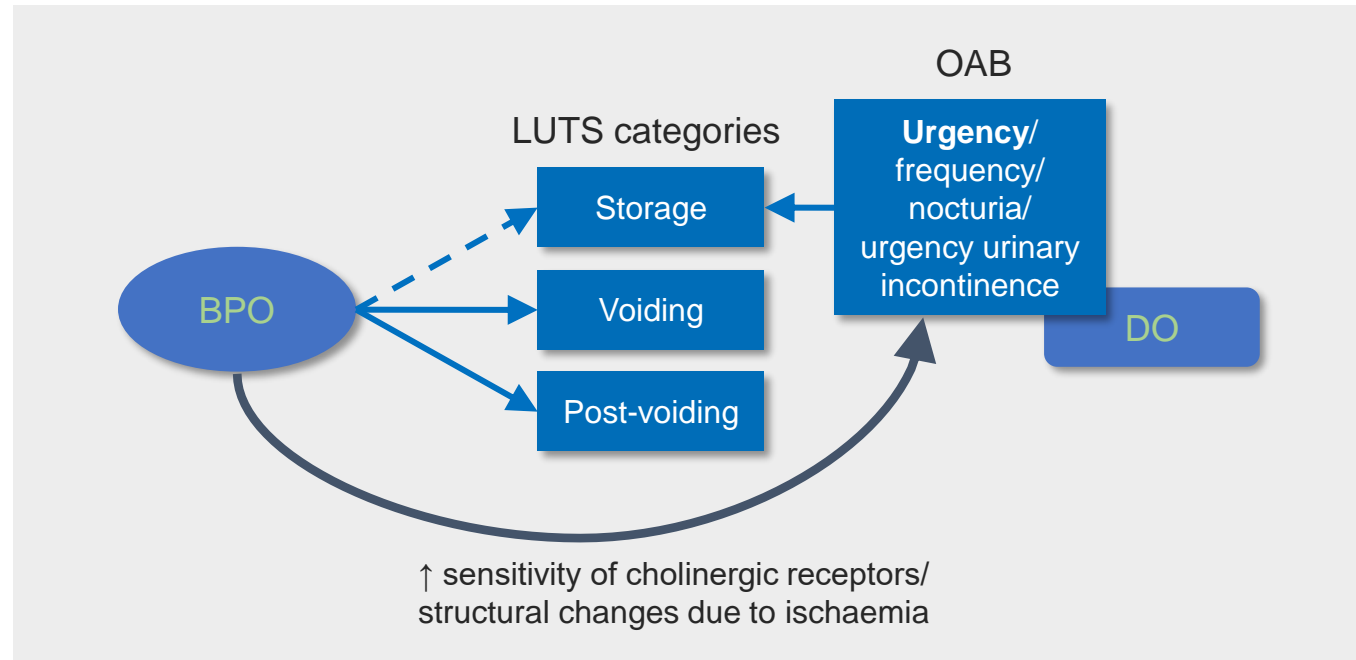 OAB
LUTS categories
Urgency/
frequency/
nocturia/
urgency urinary
incontinence
Storage
Voiding
Post-voiding
BPO
DO
↑ sensitivity of cholinergic receptors/
structural changes due to ischaemia